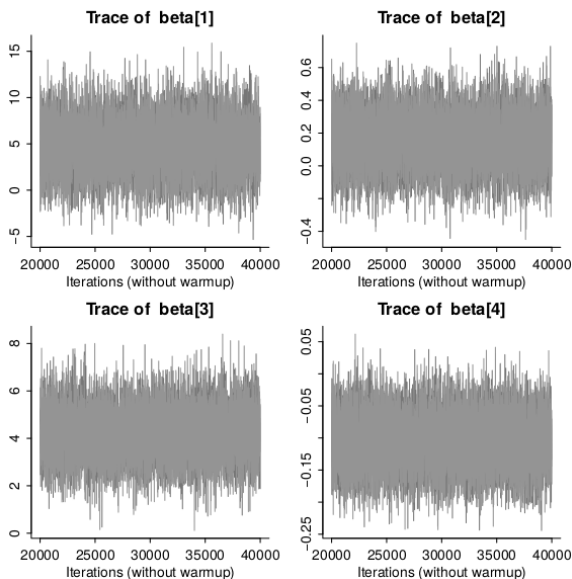 Trace of beta[1]
15
10
5
0
−5
20000 25000 30000 35000 40000
Iterations (without warmup)
Trace of beta[2]
0.6
0.4
0.2
0.0
−0.4
20000 25000 30000 35000 40000
Iterations (without warmup)
Trace of beta[3]
8
6
4
2
0
20000 25000 30000 35000 40000
Iterations (without warmup)
Trace of beta[4]
0.05
−0.05
−0.15
−0.25
20000 25000 30000 35000 40000
Iterations (without warmup)